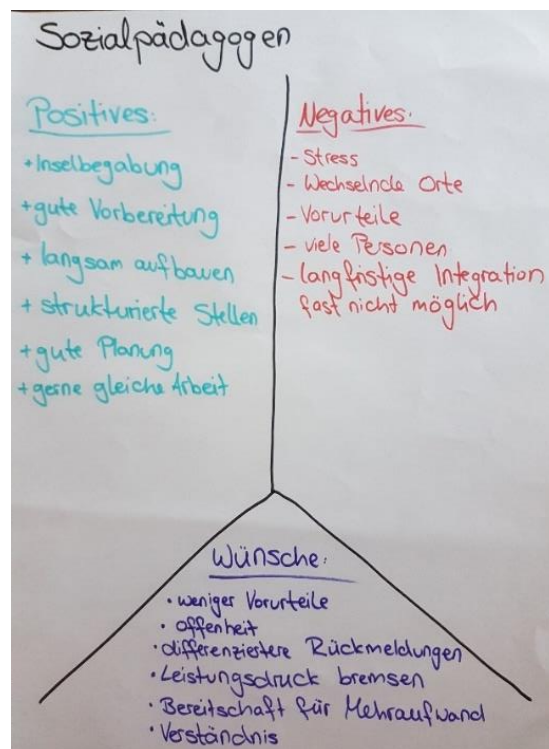 Sozialpädagogen
Positives:
+ Inselbegabung
+ gute Vorbereitung
+ langsam aufbauen
+ strukturierte Stellen
+ gute Planung
+ gerne gleiche Arbeit
Negatives:
- Stress
- Wechselnde Orte
- Vorurteile
- viele Personen
- langfristige Integration
fast nicht möglich
Wünsche:
• weniger Vorurteile
• offenheit
• differenziertere Rückmeldungen
• Leistungsdruck bremsen
• Bereitschaft für Mehraufwand
• Verständnis